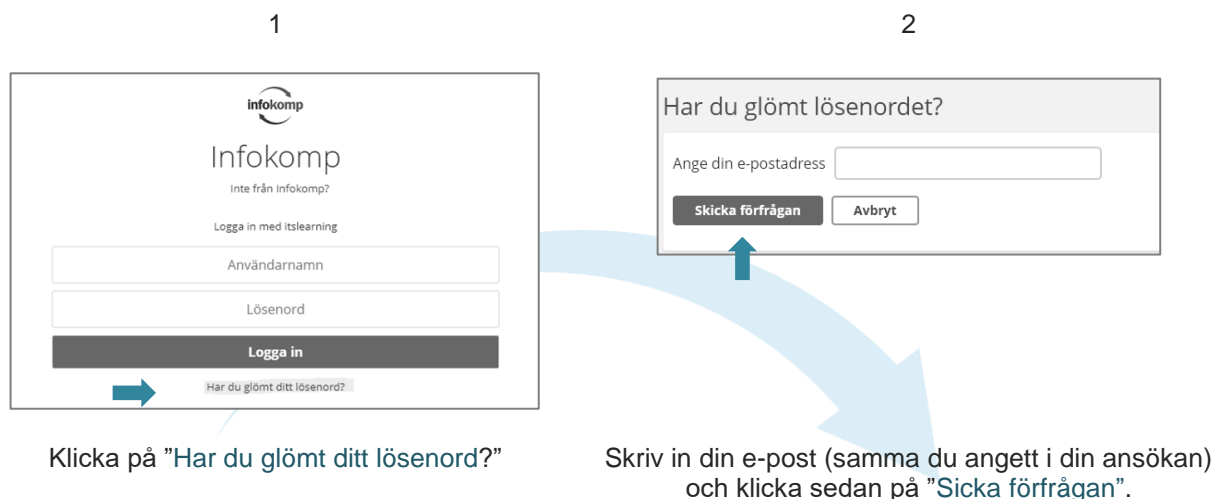 1
infokomp
Infokomp
Inte från Infokomp?
Logga in med itslearning
Användarnamn
Lösenord
Logga in
Har du glömt ditt lösenord?
Klicka på ”Har du glömt ditt lösenord?”
2
Har du glömt lösenordet?
Ange din e-postadress
Skicka förfrågan Avbryt
Skriv in din e-post (samma du angett i din ansökan)
och klicka sedan på ”Sicka förfrågan”.